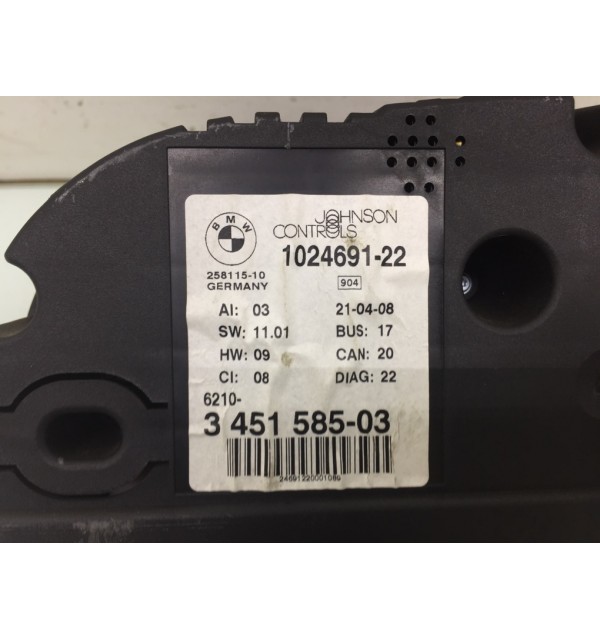 BMW
JOHNSON
CONTROLS
1024691-22
258115-10
GERMANY
904
AI: 03 21-04-08
SW: 11.01 BUS: 17
HW: 09 CAN: 20
CI: 08 DIAG: 22
6210-
3 451 585-03
24691220001086